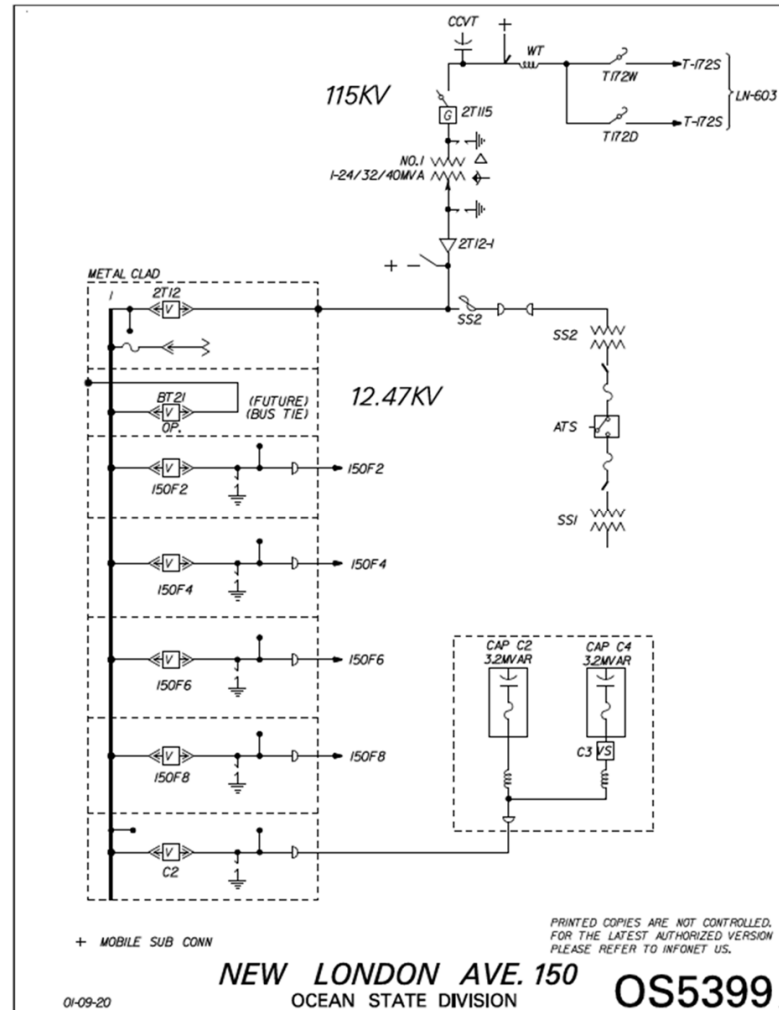 CCVT
+
WT
T172W
T-172S
LN-603
T172D
T-172S
115KV
G
2T115
NO.1
1-24/32/40MVA
2T12-1
+ -
METAL CLAD
1
2T12
V
SS2
SS2
BT21
V
OP.
(FUTURE)
(BUS TIE)
12.47KV
ATS
V
150F2
150F2
SS1
V
150F4
150F4
V
150F6
150F6
CAP C2
3.2MVAR
CAP C4
3.2MVAR
C3
VS
V
150F8
150F8
V
C2
+ MOBILE SUB CONN
PRINTED COPIES ARE NOT CONTROLLED.
FOR THE LATEST AUTHORIZED VERSION
PLEASE REFER TO INFONET US.
NEW LONDON AVE. 150
OCEAN STATE DIVISION
OS5399
01-09-20